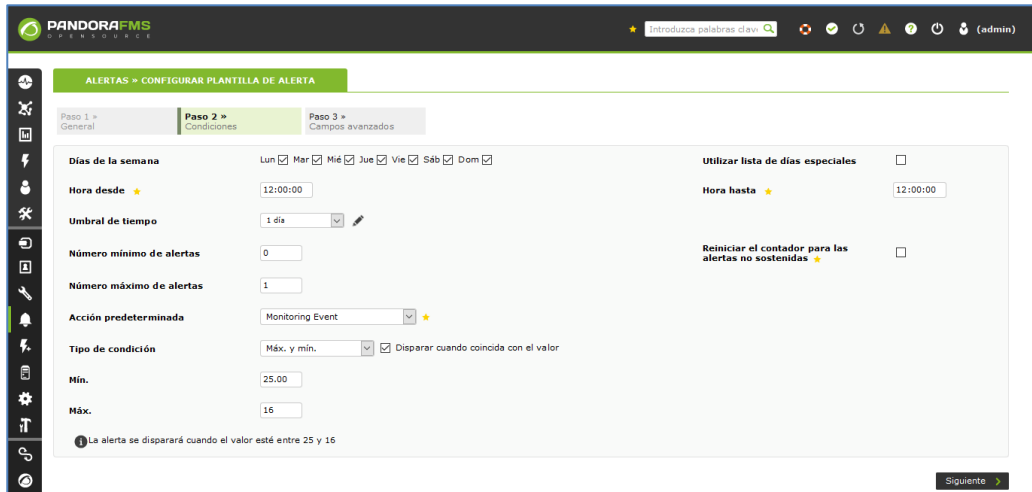 PANDORAFMS
OPENSOURCE
Introduzca palabras clav
(admin)
ALERTAS » CONFIGURAR PLANTILLA DE ALERTA
Paso 1 »
General
Paso 2 »
Condiciones
Paso 3 »
Campos avanzados
Días de la semana
Lun Mar Mié Jue Vie Sáb Dom
Utilizar lista de días especiales
Hora desde
12:00:00
Hora hasta
12:00:00
Umbral de tiempo
1 día
Número mínimo de alertas
0
Reiniciar el contador para las
alertas no sostenidas
Número máximo de alertas
1
Acción predeterminada
Monitoring Event
Tipo de condición
Máx. y mín.
Disparar cuando coincida con el valor
Mín.
25.00
Máx.
16
La alerta se disparará cuando el valor esté entre 25 y 16
Siguiente